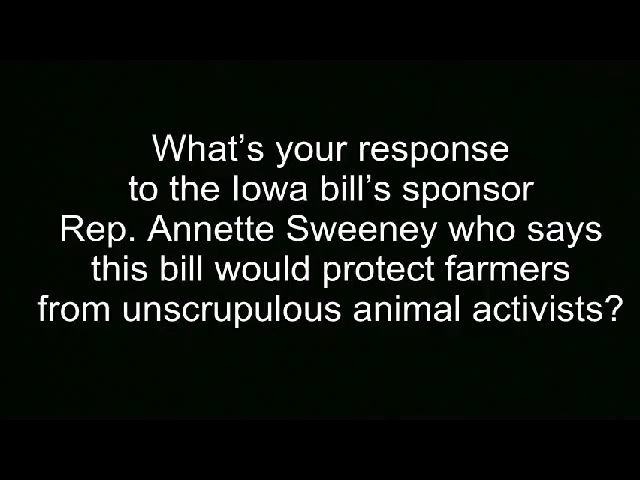 What’s your response
to the Iowa bill’s sponsor
Rep. Annette Sweeney who says
this bill would protect farmers
from unscrupulous animal activists?